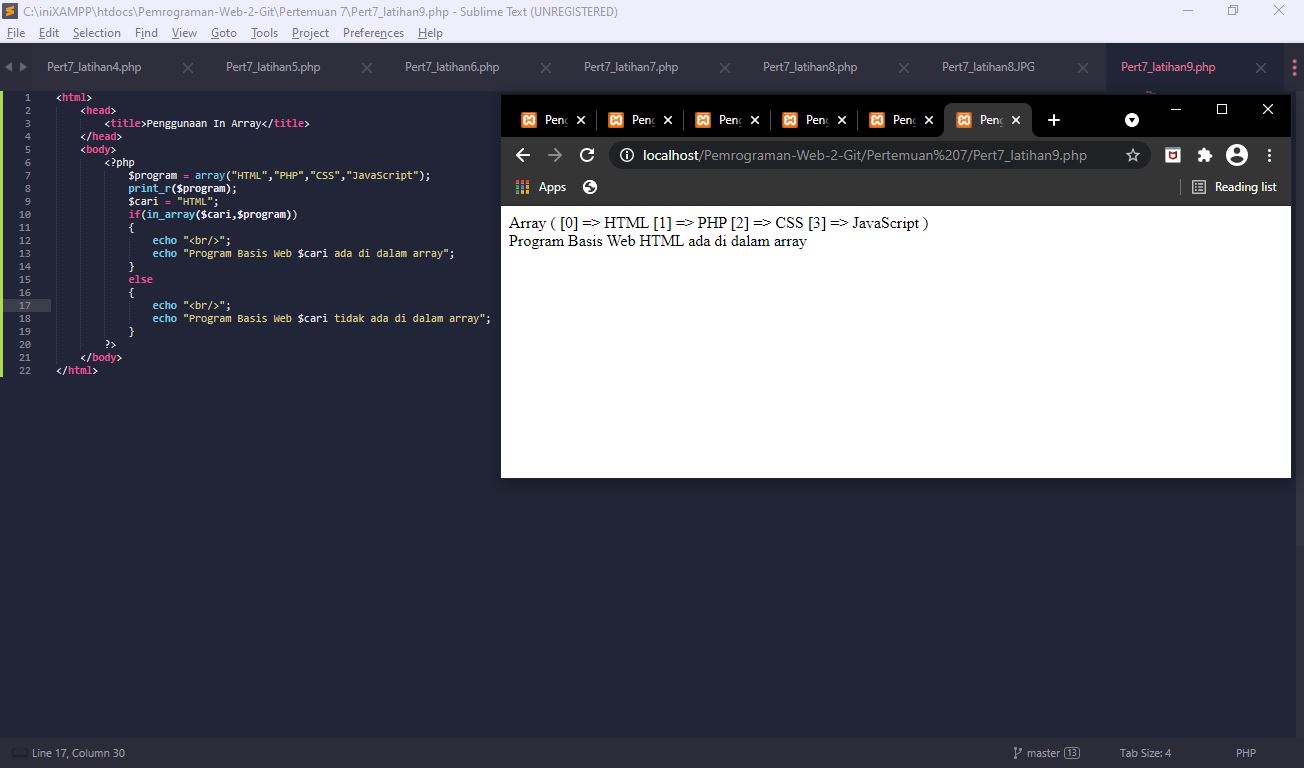 C:\iniXAMPP\htdocs\Pemrograman-Web-2-Git\Pertemuan 7\Pert7_latihan9.php - Sublime Text (UNREGISTERED)
File Edit Selection Find View Goto Tools Project Preferences Help
Pert7_latihan4.php Pert7_latihan5.php Pert7_latihan6.php Pert7_latihan7.php Pert7_latihan8.php Pert7_latihan8.JPG Pert7_latihan9.php
1 <html>
2 <head>
3 <title>Penggunaan In Array</title>
4 </head>
5 <body>
6 <?php
7 $program = array("HTML","PHP","CSS","JavaScript");
8 print_r($program);
9 $cari = "HTML";
10 if(in_array($cari,$program))
11 {
12 echo "<br/>";
13 echo "Program Basis Web $cari ada di dalam array";
14 }
15 else
16 {
17 echo "<br/>";
18 echo "Program Basis Web $cari tidak ada di dalam array";
19 }
20 ?>
21 </body>
22 </html>
Peng Peng Peng Peng Peng Peng
localhost/Pemrograman-Web-2-Git/Pertemuan%207/Pert7_latihan9.php
Apps Reading list
Array ( [0] => HTML [1] => PHP [2] => CSS [3] => JavaScript )
Program Basis Web HTML ada di dalam array
Line 17, Column 30 master 13 Tab Size: 4 PHP